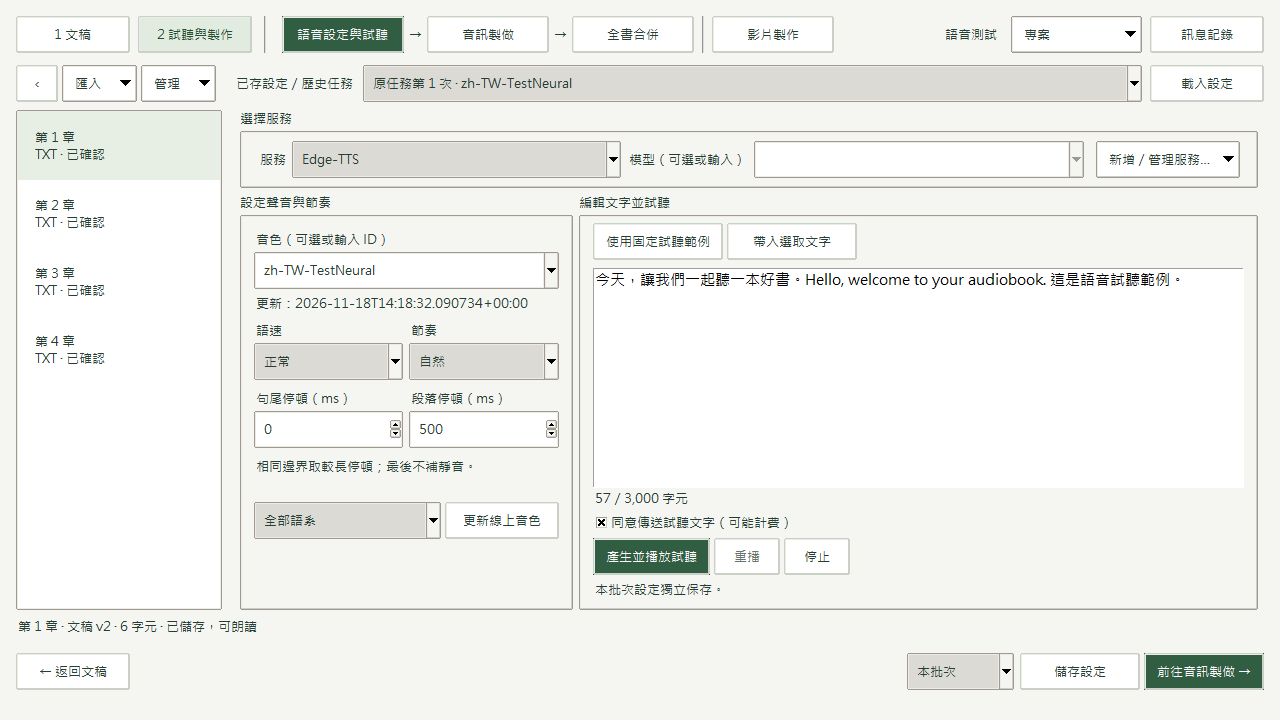 1 文稿
2 試聽與製作
語音設定與試聽 → 音訊製做 → 全書合併
影片製作
語音測試
專案
訊息記錄
‹
匯入
管理
已存設定 / 歷史任務
原任務第 1 次 · zh-TW-TestNeural
載入設定
第 1 章
TXT · 已確認
第 2 章
TXT · 已確認
第 3 章
TXT · 已確認
第 4 章
TXT · 已確認
選擇服務
服務
Edge-TTS
模型（可選或輸入）
新增 / 管理服務...
設定聲音與節奏
音色（可選或輸入 ID）
zh-TW-TestNeural
更新：2026-11-18T14:18:32.090734+00:00
語速
節奏
正常
自然
句尾停頓（ms）
段落停頓（ms）
0
500
相同邊界取較長停頓；最後不補靜音。
全部語系
更新線上音色
編輯文字並試聽
使用固定試聽範例
帶入選取文字
今天，讓我們一起聽一本好書。Hello, welcome to your audiobook. 這是語音試聽範例。
57 / 3,000 字元
同意傳送試聽文字（可能計費）
產生並播放試聽
重播
停止
本批次設定獨立保存。
第 1 章 · 文稿 v2 · 6 字元 · 已儲存，可朗讀
← 返回文稿
本批次
儲存設定
前往音訊製做 →